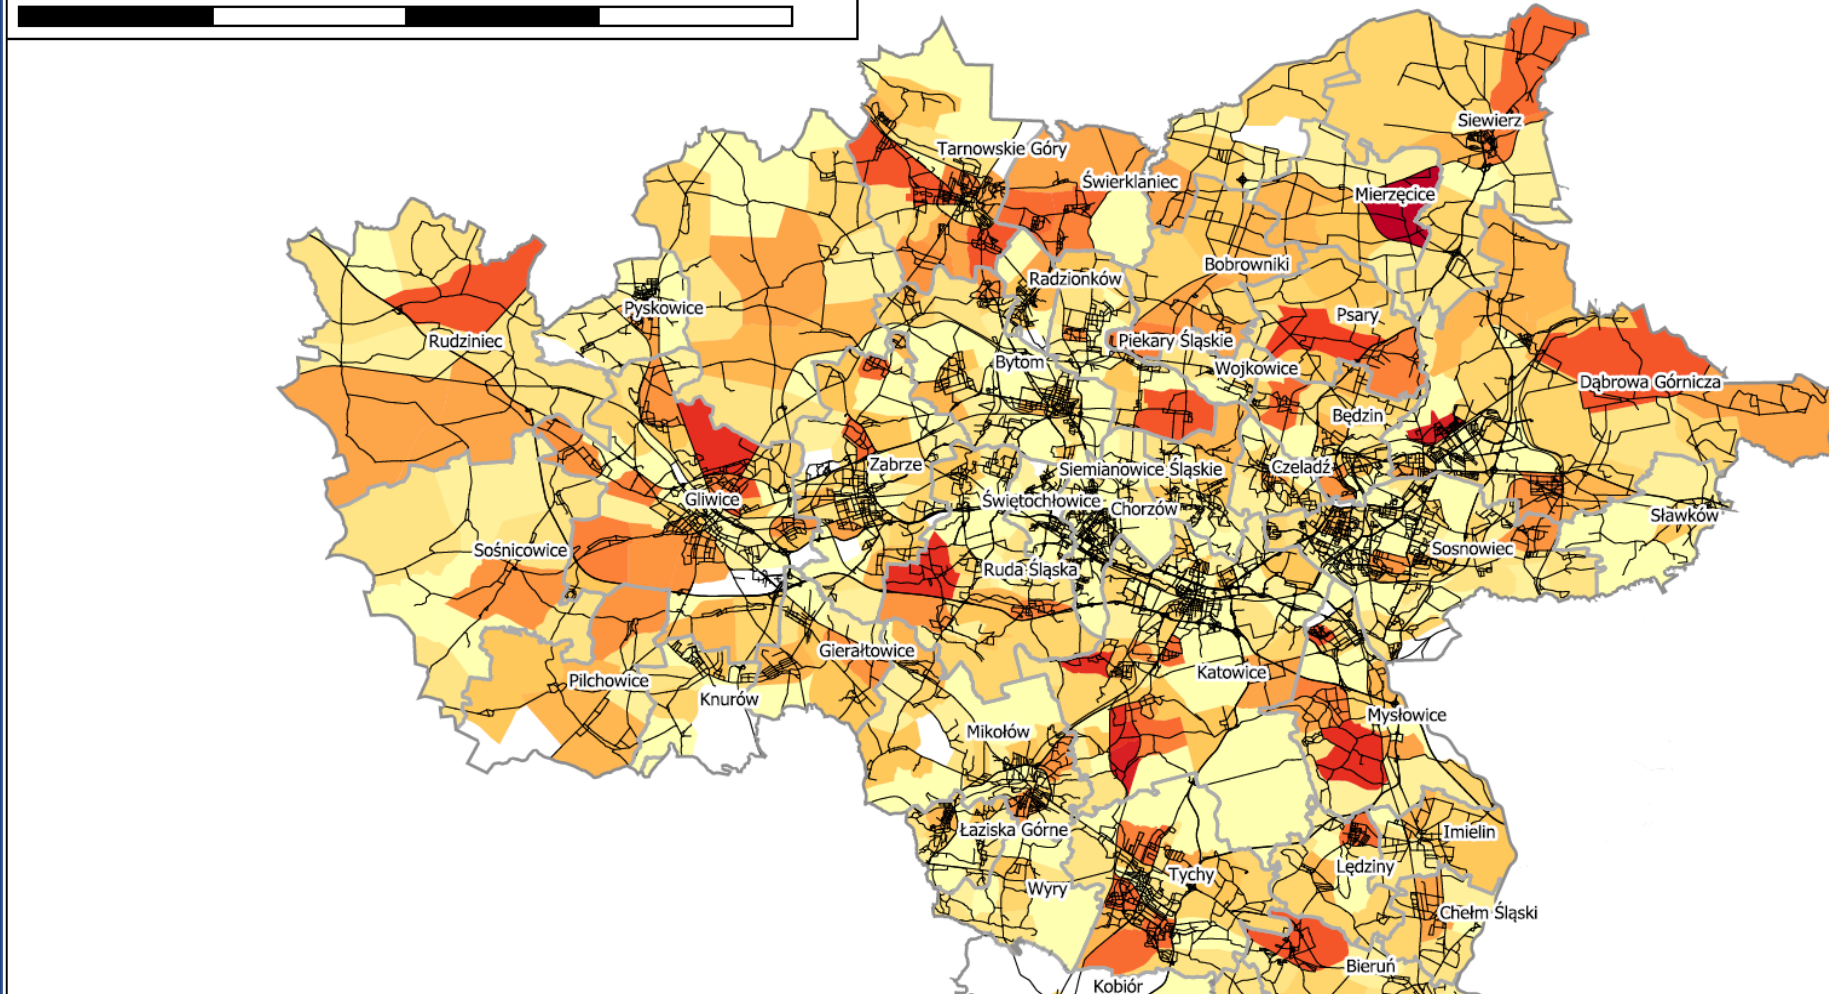 Siewierz
Tarnowskie Góry
Świerklaniec
Mierzęcice
Bobrowniki
Radzionków
Pyskowice
Psary
Rudziniec
Piekary Śląskie
Bytom
Wojkowice
Dąbrowa Górnicza
Będzin
Zabrze
Siemianowice Śląskie
Czeladź
Gliwice
Świętochłowice
Chorzów
Sławków
Sośnicowice
Sosnowiec
Ruda Śląska
Gierałtowice
Katowice
Pilchowice
Knurów
Mysłowice
Mikołów
Łaziska Górne
Imielin
Lędziny
Tychy
Wyry
Chełm Śląski
Bieruń
Kobiór